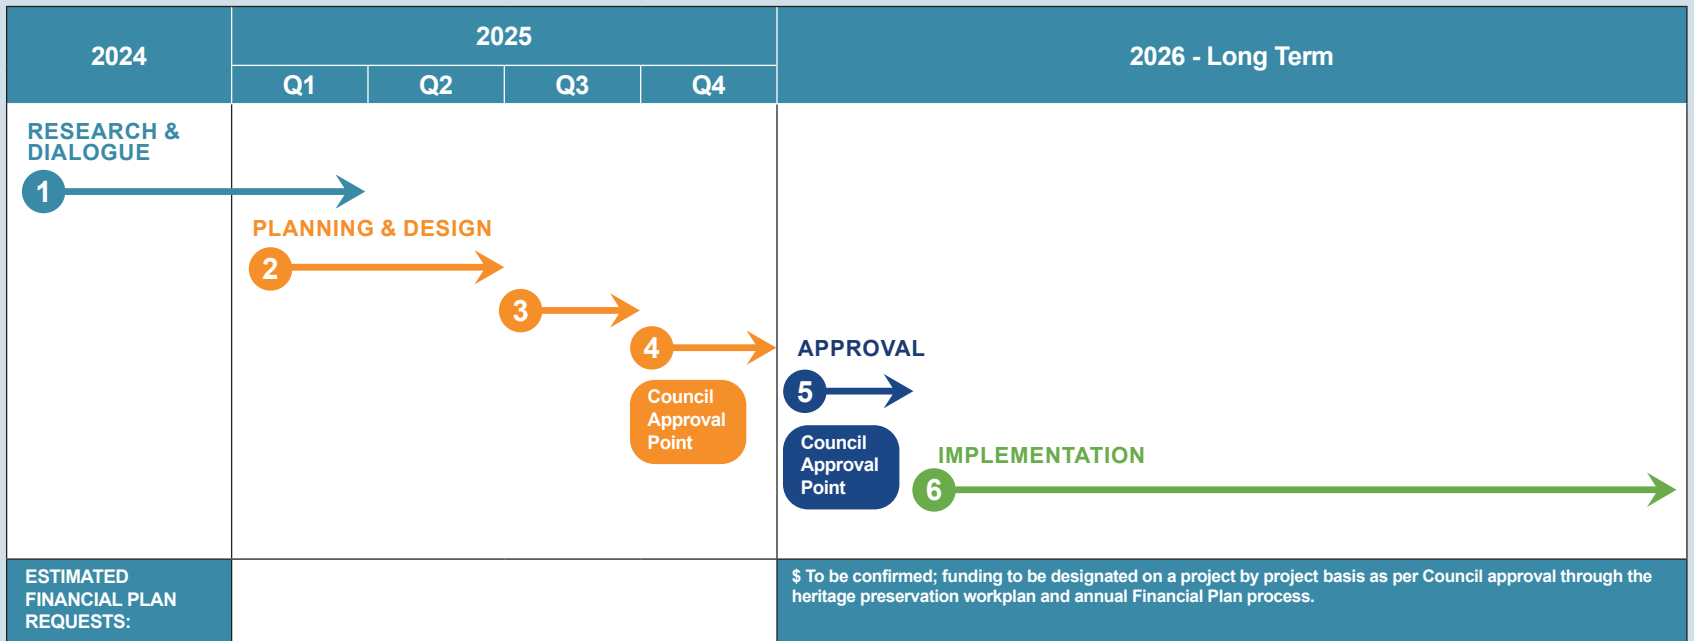 2024
2025
2026 - Long Term
Q1
Q2
Q3
Q4
RESEARCH &
DIALOGUE
1
PLANNING & DESIGN
2
3
4
Council
Approval
Point
APPROVAL
5
Council
Approval
Point
IMPLEMENTATION
6
ESTIMATED
FINANCIAL PLAN
REQUESTS:
$ To be confirmed; funding to be designated on a project by project basis as per Council approval through the
heritage preservation workplan and annual Financial Plan process.